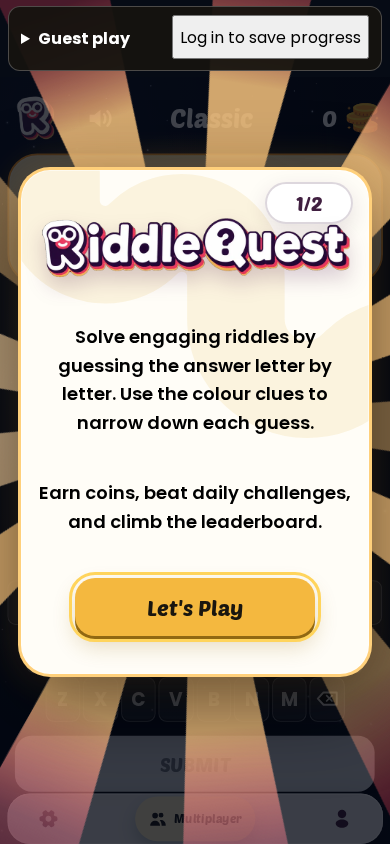 Guest play
Log in to save progress
Classic
0
1/2
RiddleQuest
Solve engaging riddles by
guessing the answer letter by
letter. Use the colour clues to
narrow down each guess.
Earn coins, beat daily challenges,
and climb the leaderboard.
Let's Play
Z X C V B N M
SUBMIT
Multiplayer